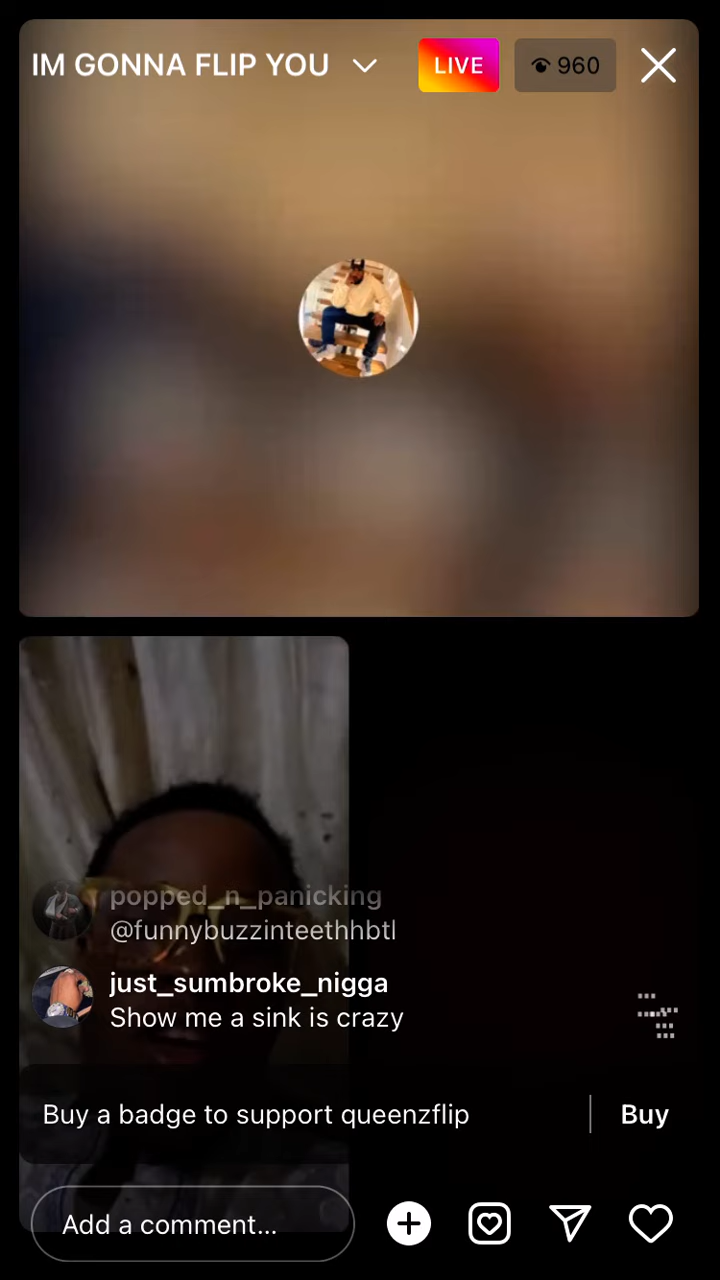 IM GONNA FLIP YOU
LIVE
960
popped_n_panicking
@funnybuzzinteethhbtl
just_sumbroke_nigga
Show me a sink is crazy
Buy a badge to support queenzflip
Buy
Add a comment...